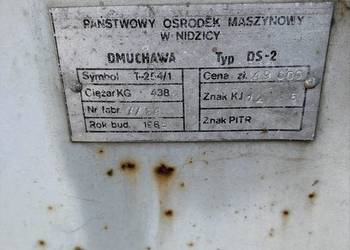 PAŃSTWOWY OŚRODEK MASZYNOWY
W NIDZICY
DMUCHAWA Typ DS-2
Symbol T-254/1 Cena zł.
Ciężar KG 438 Znak KJ
Nr fabr. Znak PITR
Rok bud.